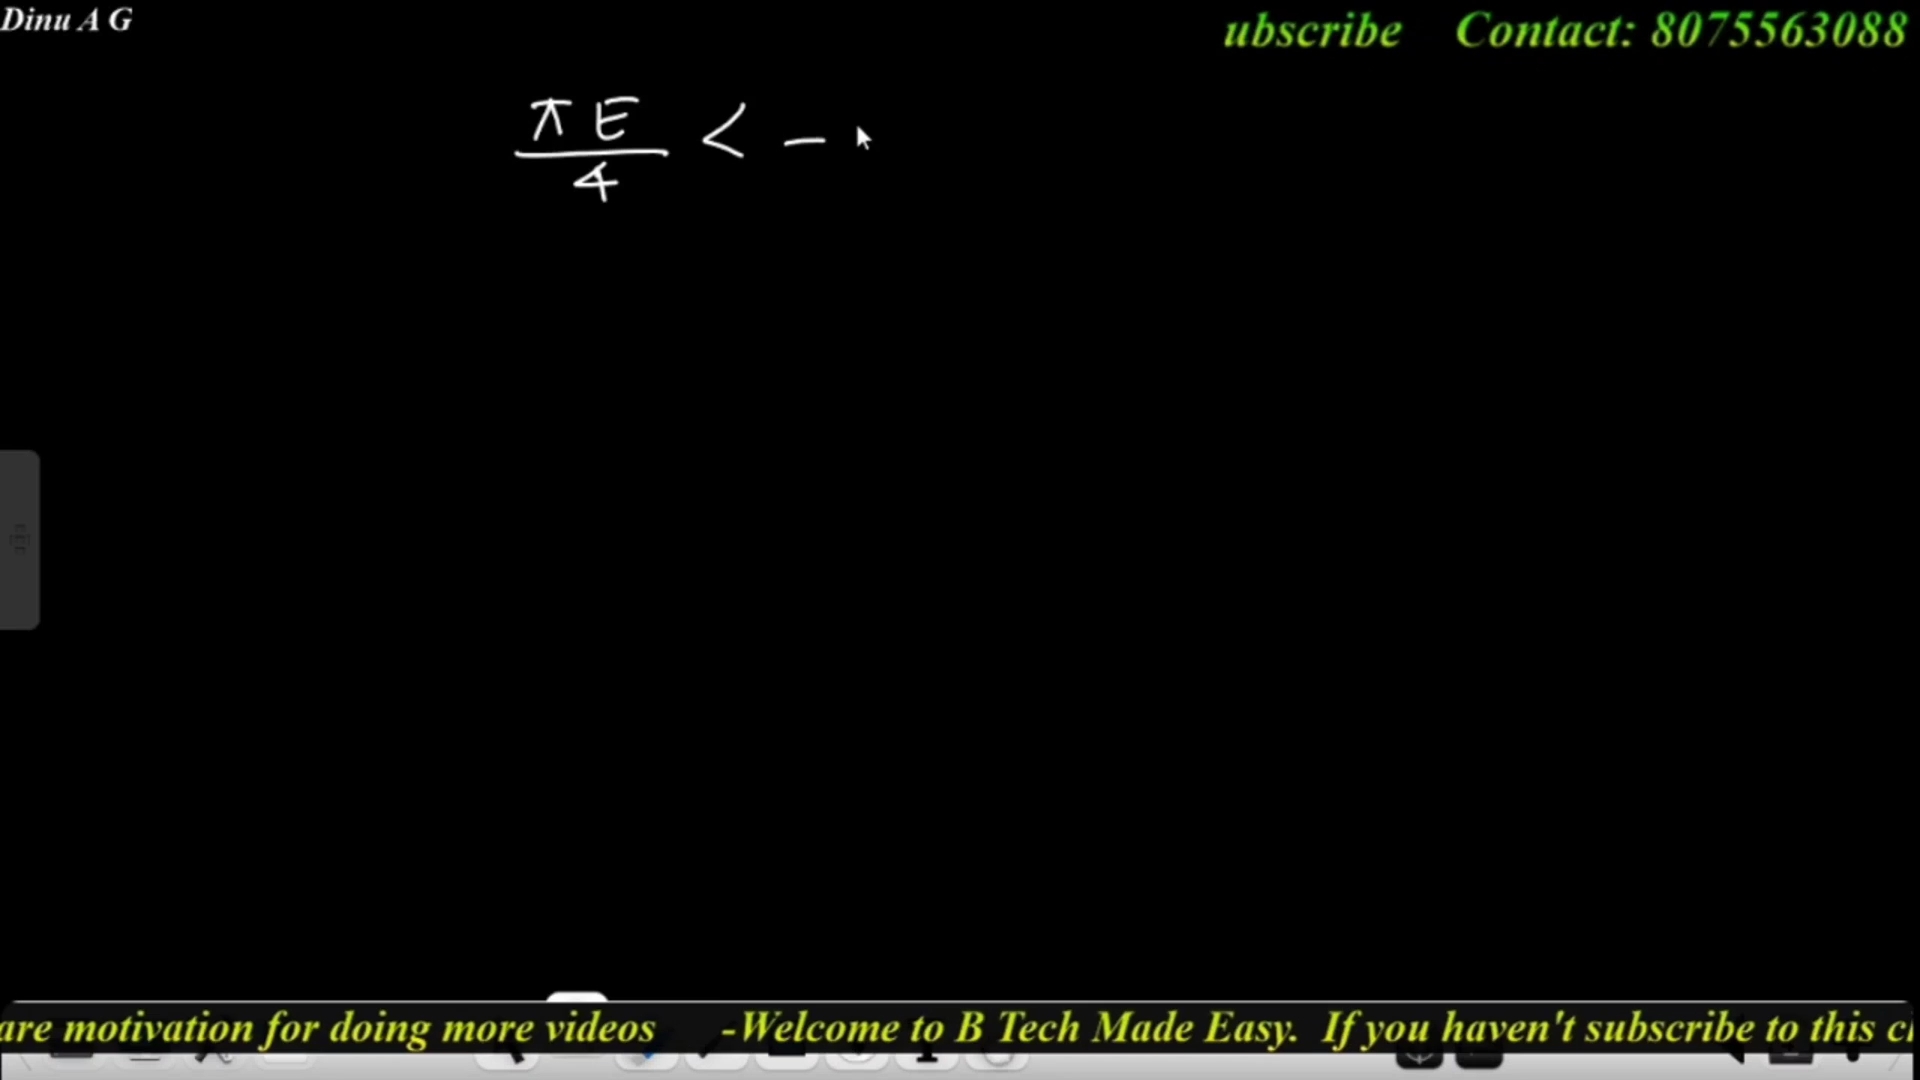 Dinu A G
ubscribe Contact: 8075563088
π E < -
4
are motivation for doing more videos -Welcome to B Tech Made Easy. If you haven't subscribe to this